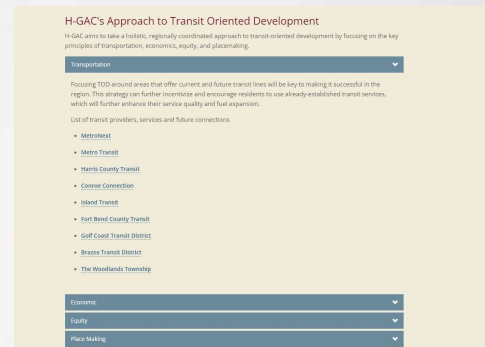 H-GAC's Approach to Transit Oriented Development
H-GAC aims to take a holistic, regionally coordinated approach to transit-oriented development by focusing on the key
principles of transportation, economics, equity, and placemaking.
Transportation
Focusing TOD around areas that offer current and future transit lines will be key to making it successful in the
region. This strategy can further incentivize and encourage residents to use already-established transit services,
which will further enhance their service quality and fuel expansion.
List of transit providers, services and future connections
• MetroNext
• Metro Transit
• Harris County Transit
• Conroe Connection
• Island Transit
• Fort Bend County Transit
• Golf Coast Transit District
• Brazos Transit District
• The Woodlands Township
Economic
Equity
Place Making